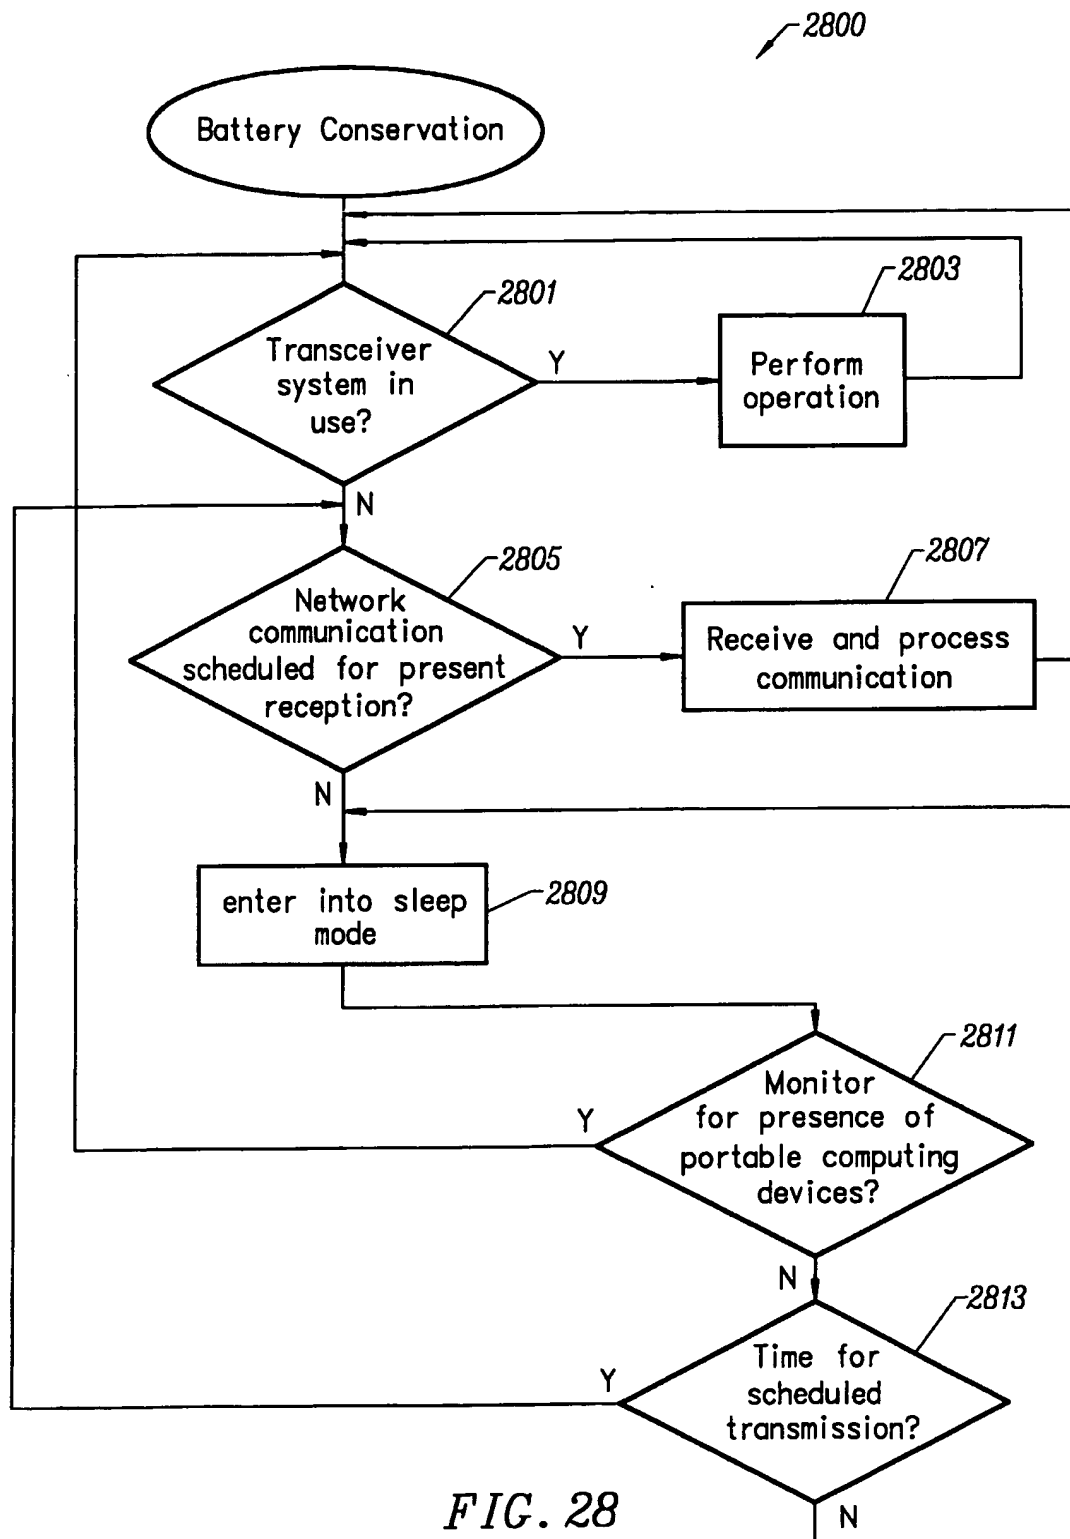 2800
Battery Conservation
2801
2803
Transceiver
system in
use?
Y
Perform
operation
N
2805
2807
Network
communication
scheduled for present
reception?
Y
Receive and process
communication
N
enter into sleep
mode
2809
2811
Monitor
for presence of
portable computing
devices?
Y
N
2813
Time for
scheduled
transmission?
Y
N
FIG. 28